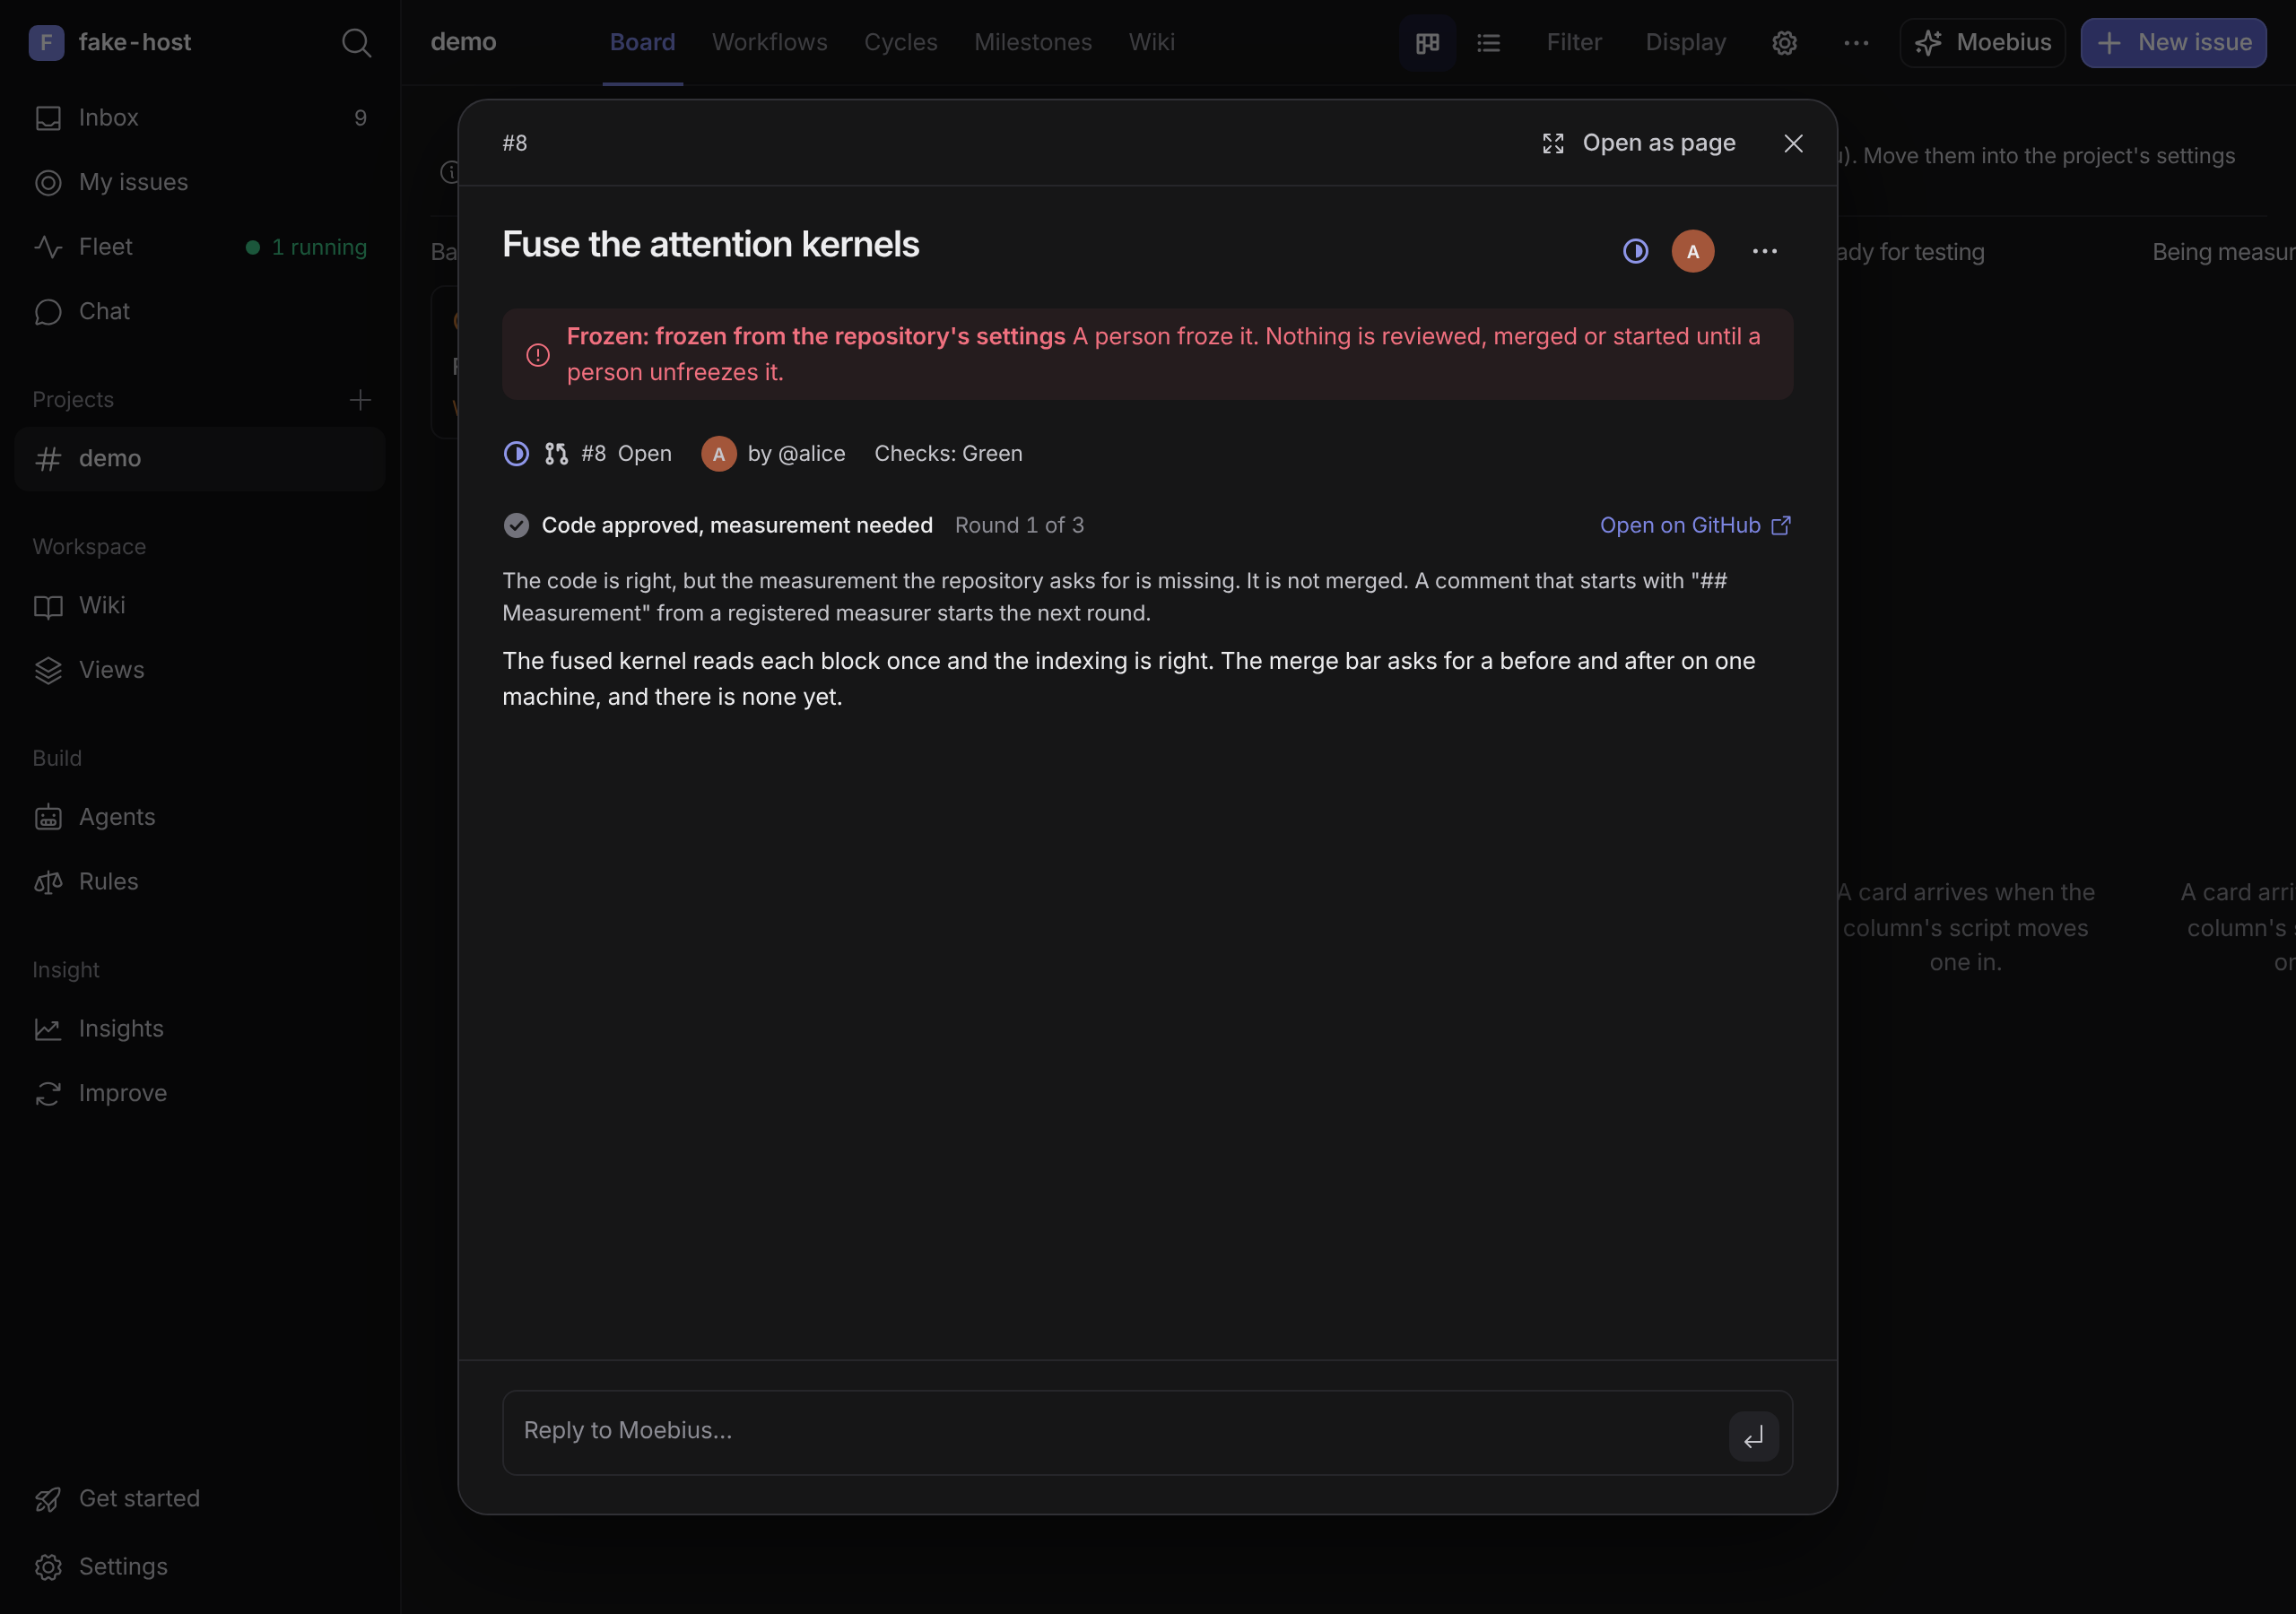 F fake-host
Inbox 9
My issues
Fleet 1 running
Chat
Projects
demo
Workspace
Wiki
Views
Build
Agents
Rules
Insight
Insights
Improve
Get started
Settings
demo Board Workflows Cycles Milestones Wiki Filter Display Moebius New issue
Move them into the project's settings
for testing
Being
A card arrives when the
column's script moves
one in.
A card
column's
#8 Open as page
Fuse the attention kernels
A
Frozen: frozen from the repository's settings A person froze it. Nothing is reviewed, merged or started until a
person unfreezes it.
#8 Open A by @alice Checks: Green
Code approved, measurement needed Round 1 of 3 Open on GitHub
The code is right, but the measurement the repository asks for is missing. It is not merged. A comment that starts with "##
Measurement" from a registered measurer starts the next round.
The fused kernel reads each block once and the indexing is right. The merge bar asks for a before and after on one
machine, and there is none yet.
Reply to Moebius...